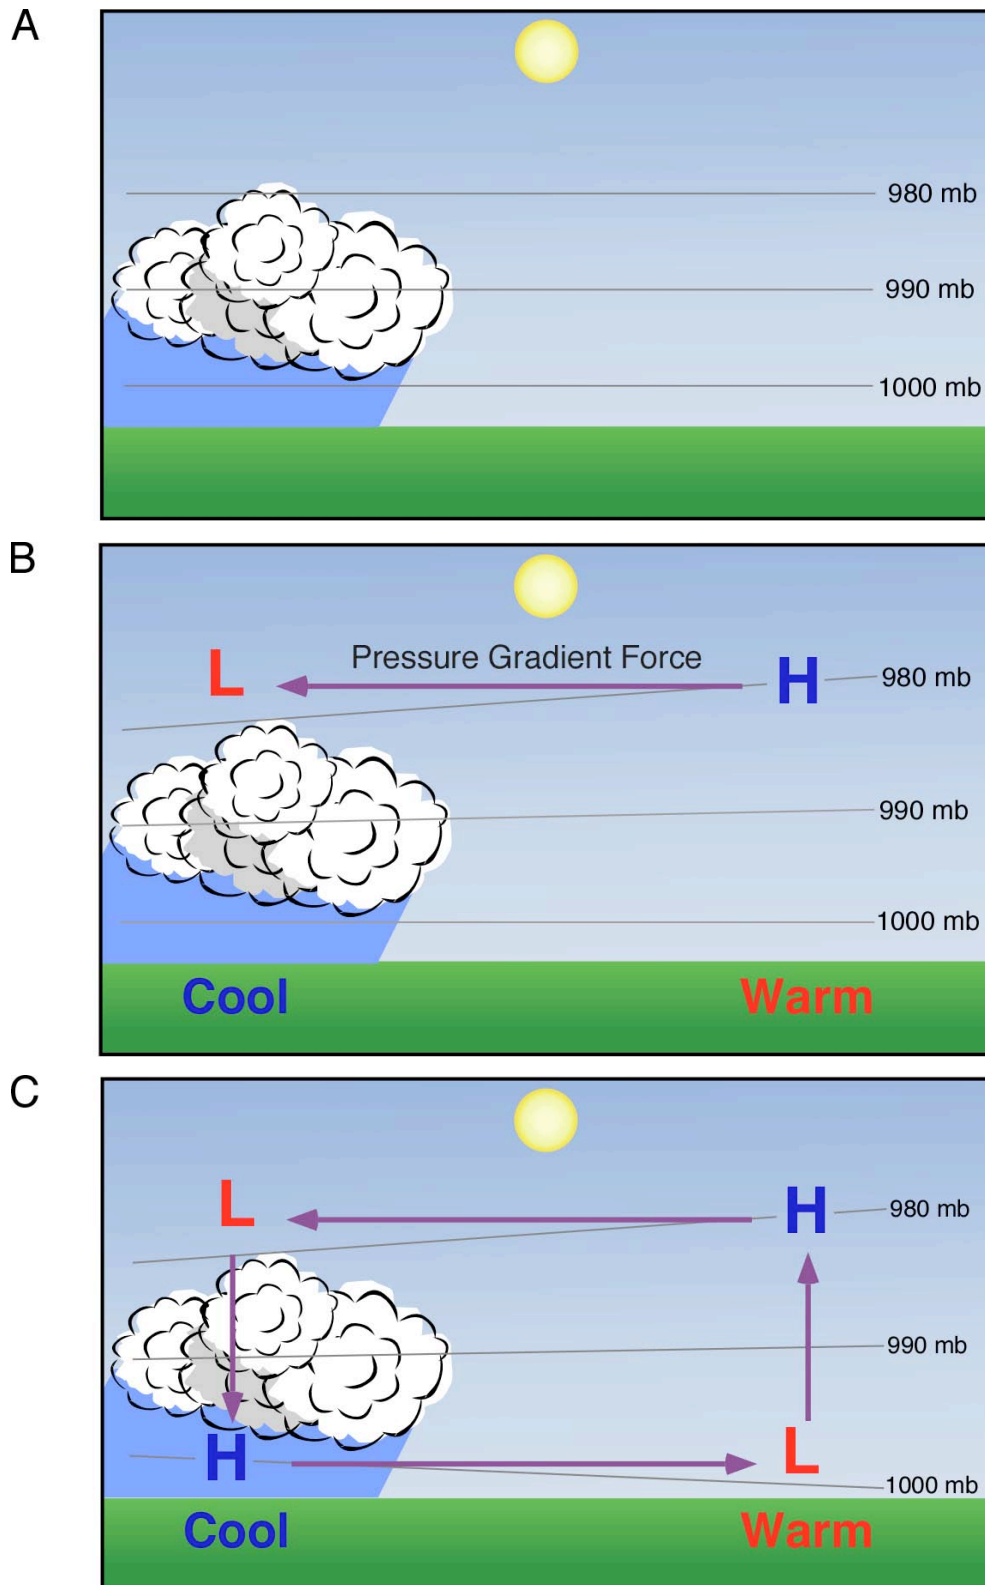 A
980 mb
990 mb
1000 mb
B
L
Pressure Gradient Force
H
980 mb
990 mb
1000 mb
Cool
Warm
C
L
H
980 mb
990 mb
H
L
1000 mb
Cool
Warm